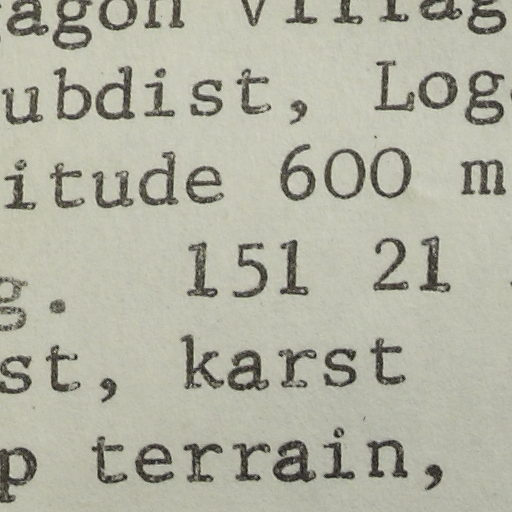 agon villag
ubdist, Log
itude 600 m
g. 151 21
st, karst
p terrain,